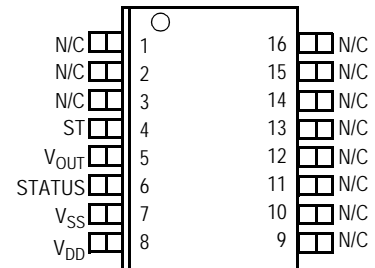 N/C 1 16 N/C
N/C 2 15 N/C
N/C 3 14 N/C
ST 4 13 N/C
VOUT 5 12 N/C
STATUS 6 11 N/C
VSS 7 10 N/C
VDD 8 9 N/C